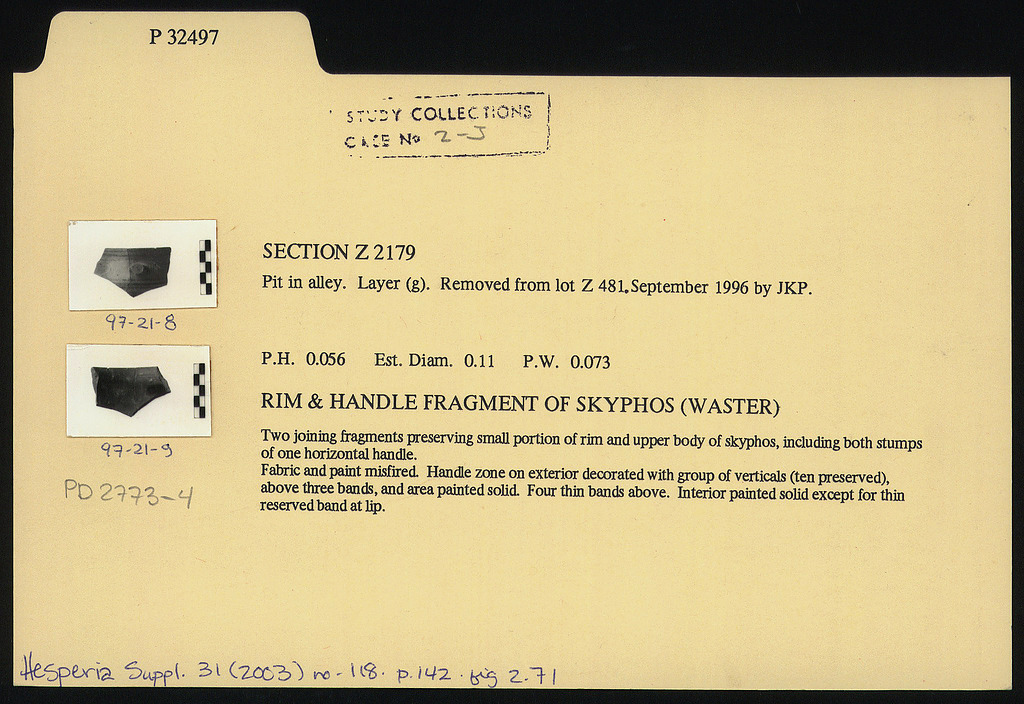 P 32497
STUDY COLLECTIONS
CASE No 2-J
SECTION Z 2179
Pit in alley. Layer (g). Removed from lot Z 481, September 1996 by JKP.
97-21-8
P.H. 0.056 Est. Diam. 0.11 P.W. 0.073
RIM & HANDLE FRAGMENT OF SKYPHOS (WASTER)
Two joining fragments preserving small portion of rim and upper body of skyphos, including both stumps
of one horizontal handle.
Fabric and paint misfired. Handle zone on exterior decorated with group of verticals (ten preserved),
above three bands, and area painted solid. Four thin bands above. Interior painted solid except for thin
reserved band at lip.
97-21-9
PD 2773-4
Hesperia Suppl. 31 (2003) no. 118. p. 142. fig 2.71